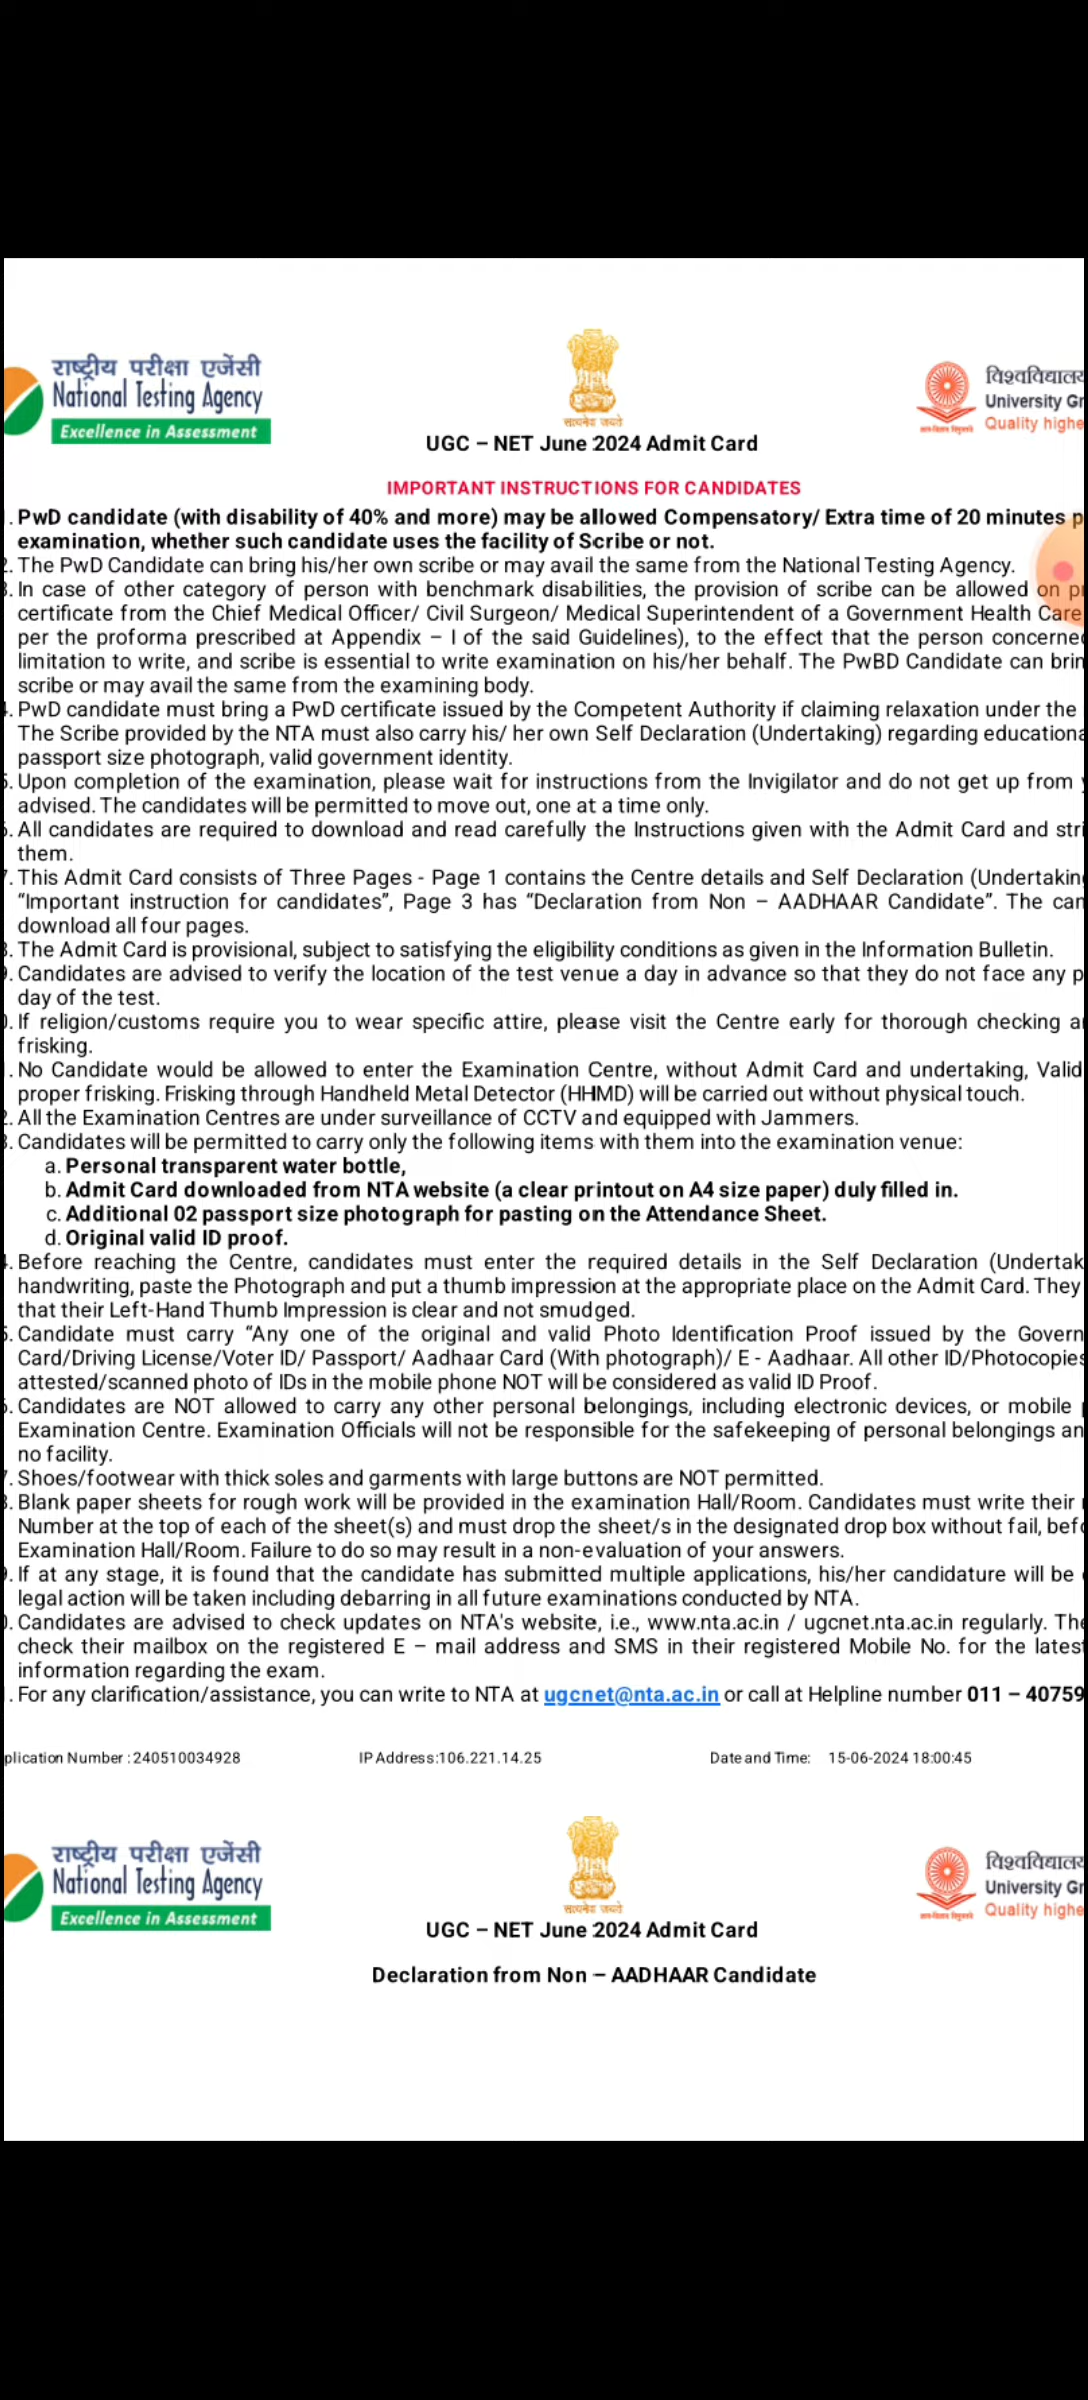 राष्ट्रीय परीक्षा एजेंसी
National Testing Agency
Excellence in Assessment
सत्यमेव जयते
University
Quality
UGC – NET June 2024 Admit Card
IMPORTANT INSTRUCTIONS FOR CANDIDATES
. PwD candidate (with disability of 40% and more) may be allowed Compensatory/ Extra time of 20 minutes
examination, whether such candidate uses the facility of Scribe or not.
. The PwD Candidate can bring his/her own scribe or may avail the same from the National Testing Agency.
. In case of other category of person with benchmark disabilities, the provision of scribe can be allowed on
certificate from the Chief Medical Officer/ Civil Surgeon/ Medical Superintendent of a Government Health Care
per the proforma prescribed at Appendix – I of the said Guidelines), to the effect that the person
limitation to write, and scribe is essential to write examination on his/her behalf. The PwBD Candidate can
scribe or may avail the same from the examining body.
. PwD candidate must bring a PwD certificate issued by the Competent Authority if claiming relaxation under the
The Scribe provided by the NTA must also carry his/ her own Self Declaration (Undertaking) regarding
passport size photograph, valid government identity.
. Upon completion of the examination, please wait for instructions from the Invigilator and do not get up from
advised. The candidates will be permitted to move out, one at a time only.
. All candidates are required to download and read carefully the Instructions given with the Admit Card and
them.
. This Admit Card consists of Three Pages - Page 1 contains the Centre details and Self Declaration
“Important instruction for candidates”, Page 3 has “Declaration from Non – AADHAAR Candidate”. The
download all four pages.
. The Admit Card is provisional, subject to satisfying the eligibility conditions as given in the Information Bulletin.
. Candidates are advised to verify the location of the test venue a day in advance so that they do not face any
day of the test.
. If religion/customs require you to wear specific attire, please visit the Centre early for thorough checking
frisking.
. No Candidate would be allowed to enter the Examination Centre, without Admit Card and undertaking, Valid
proper frisking. Frisking through Handheld Metal Detector (HHMD) will be carried out without physical touch.
. All the Examination Centres are under surveillance of CCTV and equipped with Jammers.
. Candidates will be permitted to carry only the following items with them into the examination venue:
a. Personal transparent water bottle,
b. Admit Card downloaded from NTA website (a clear printout on A4 size paper) duly filled in.
c. Additional 02 passport size photograph for pasting on the Attendance Sheet.
d. Original valid ID proof.
. Before reaching the Centre, candidates must enter the required details in the Self Declaration
handwriting, paste the Photograph and put a thumb impression at the appropriate place on the Admit Card. They
that their Left-Hand Thumb Impression is clear and not smudged.
. Candidate must carry “Any one of the original and valid Photo Identification Proof issued by the
Card/Driving License/Voter ID/ Passport/ Aadhaar Card (With photograph)/ E - Aadhaar. All other ID/Photocopies
attested/scanned photo of IDs in the mobile phone NOT will be considered as valid ID Proof.
. Candidates are NOT allowed to carry any other personal belongings, including electronic devices, or mobile
Examination Centre. Examination Officials will not be responsible for the safekeeping of personal belongings
no facility.
. Shoes/footwear with thick soles and garments with large buttons are NOT permitted.
. Blank paper sheets for rough work will be provided in the examination Hall/Room. Candidates must write their
Number at the top of each of the sheet(s) and must drop the sheet/s in the designated drop box without fail,
Examination Hall/Room. Failure to do so may result in a non-evaluation of your answers.
. If at any stage, it is found that the candidate has submitted multiple applications, his/her candidature will be
legal action will be taken including debarring in all future examinations conducted by NTA.
. Candidates are advised to check updates on NTA's website, i.e., www.nta.ac.in / ugcnet.nta.ac.in regularly.
check their mailbox on the registered E – mail address and SMS in their registered Mobile No. for the latest
information regarding the exam.
. For any clarification/assistance, you can write to NTA at ugcnet@nta.ac.in or call at Helpline number 011 – 40759
plication Number : 240510034928 IP Address:106.221.14.25 Date and Time: 15-06-2024 18:00:45
राष्ट्रीय परीक्षा एजेंसी
National Testing Agency
Excellence in Assessment
सत्यमेव जयते
University
Quality
UGC – NET June 2024 Admit Card
Declaration from Non – AADHAAR Candidate